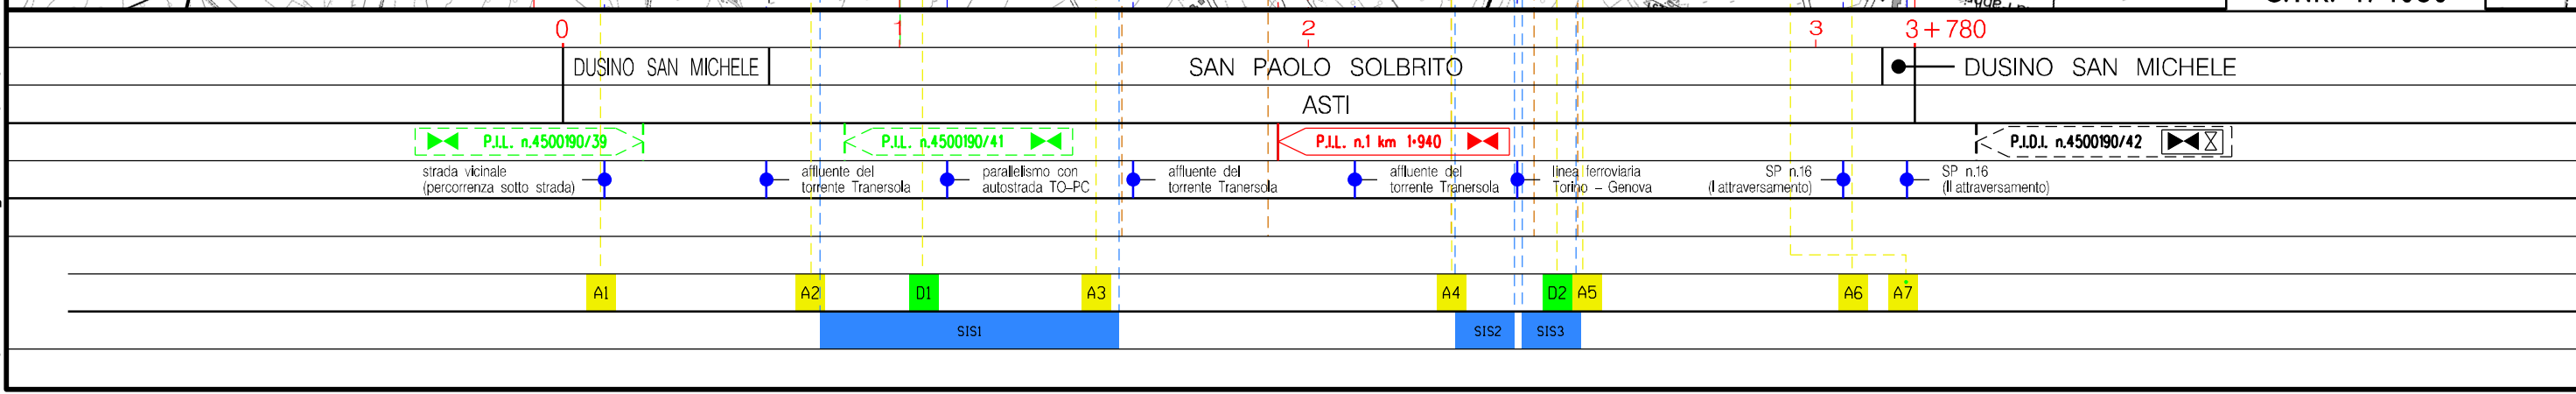 0 1 2 3 3+780
DUSINO SAN MICHELE SAN PAOLO SOLBRITO DUSINO SAN MICHELE
ASTI
P.I.L. n.4500190/39 P.I.L. n.4500190/41 P.I.L. n.1 km 1+940 P.I.D.I. n.4500190/42
strada vicinale
(percorrenza sotto strada)
affluente del
torrente Tranersola
parallelismo con
autostrada TO-PC
affluente del
torrente Tranersola
affluente del
torrente Tranersola
linea ferroviaria
Torino – Genova
SP n.16
(I attraversamento)
SP n.16
(II attraversamento)
A1 A2 D1 A3 A4 D2 A5 A6 A7
SIS1 SIS2 SIS3